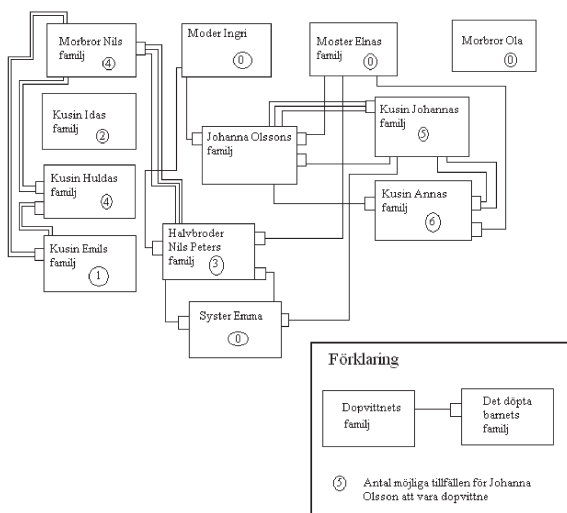 Morbror Nils
familj
4
Moder Ingri
0
Moster Elnas
familj
0
Morbror Ola
0
Kusin Idas
familj
2
Johanna Olssons
familj
Kusin Johannas
familj
5
Kusin Huldas
familj
4
Kusin Annas
familj
6
Kusin Emils
familj
1
Halvbroder
Nils Peters
familj
3
Syster Emma
0
Förklaring
Dopvittnets
familj
Det döpta
barnets
familj
5
Antal möjliga tillfällen för Johanna
Olsson att vara dopvittne